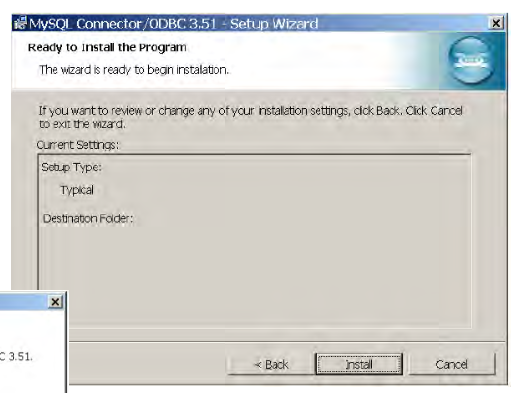 MySQL Connector/ODBC 3.51 - Setup Wizard
Ready to Install the Program
The wizard is ready to begin installation.
If you want to review or change any of your installation settings, click Back. Click Cancel
to exit the wizard.
Current Settings:
Setup Type:
Typical
Destination Folder:
C 3.51.
< Back
Install
Cancel